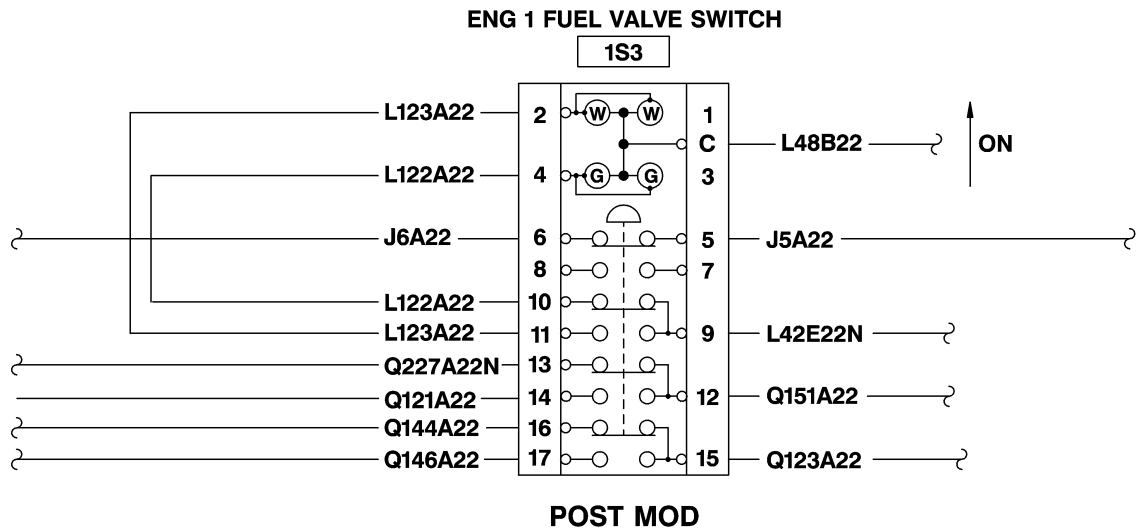 ENG 1 FUEL VALVE SWITCH
1S3
L123A22 2 W W 1
C L48B22 ON
L122A22 4 G G 3
J6A22 6 5 J5A22
8 7
L122A22 10
L123A22 11 9 L42E22N
Q227A22N 13
Q121A22 14 12 Q151A22
Q144A22 16
Q146A22 17 15 Q123A22
POST MOD